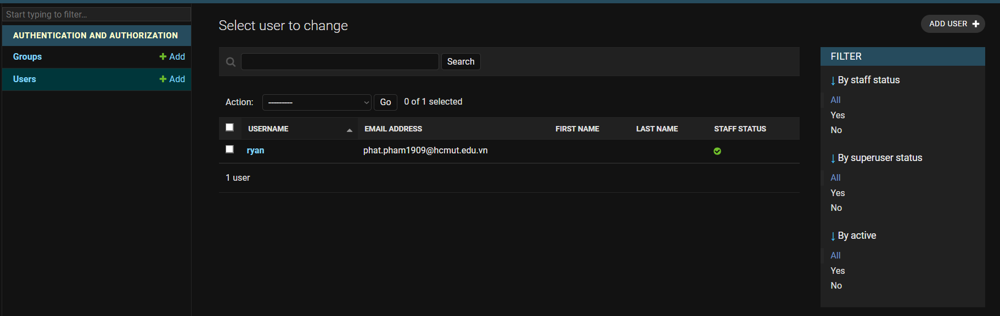 Start typing to filter...
AUTHENTICATION AND AUTHORIZATION
Groups + Add
Users + Add
Select user to change
ADD USER +
Search
Action: --------- Go 0 of 1 selected
USERNAME EMAIL ADDRESS FIRST NAME LAST NAME STAFF STATUS
ryan phat.pham1909@hcmut.edu.vn
1 user
FILTER
↓ By staff status
All
Yes
No
↓ By superuser status
All
Yes
No
↓ By active
All
Yes
No